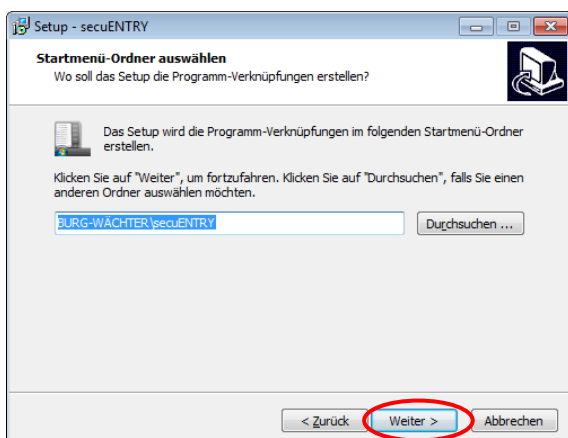 Setup - secuENTRY
Startmenü-Ordner auswählen
Wo soll das Setup die Programm-Verknüpfungen erstellen?
Das Setup wird die Programm-Verknüpfungen im folgenden Startmenü-Ordner
erstellen.
Klicken Sie auf "Weiter", um fortzufahren. Klicken Sie auf "Durchsuchen", falls Sie einen
anderen Ordner auswählen möchten.
BURG-WÄCHTER\secuENTRY
Durchsuchen ...
< Zurück
Weiter >
Abbrechen